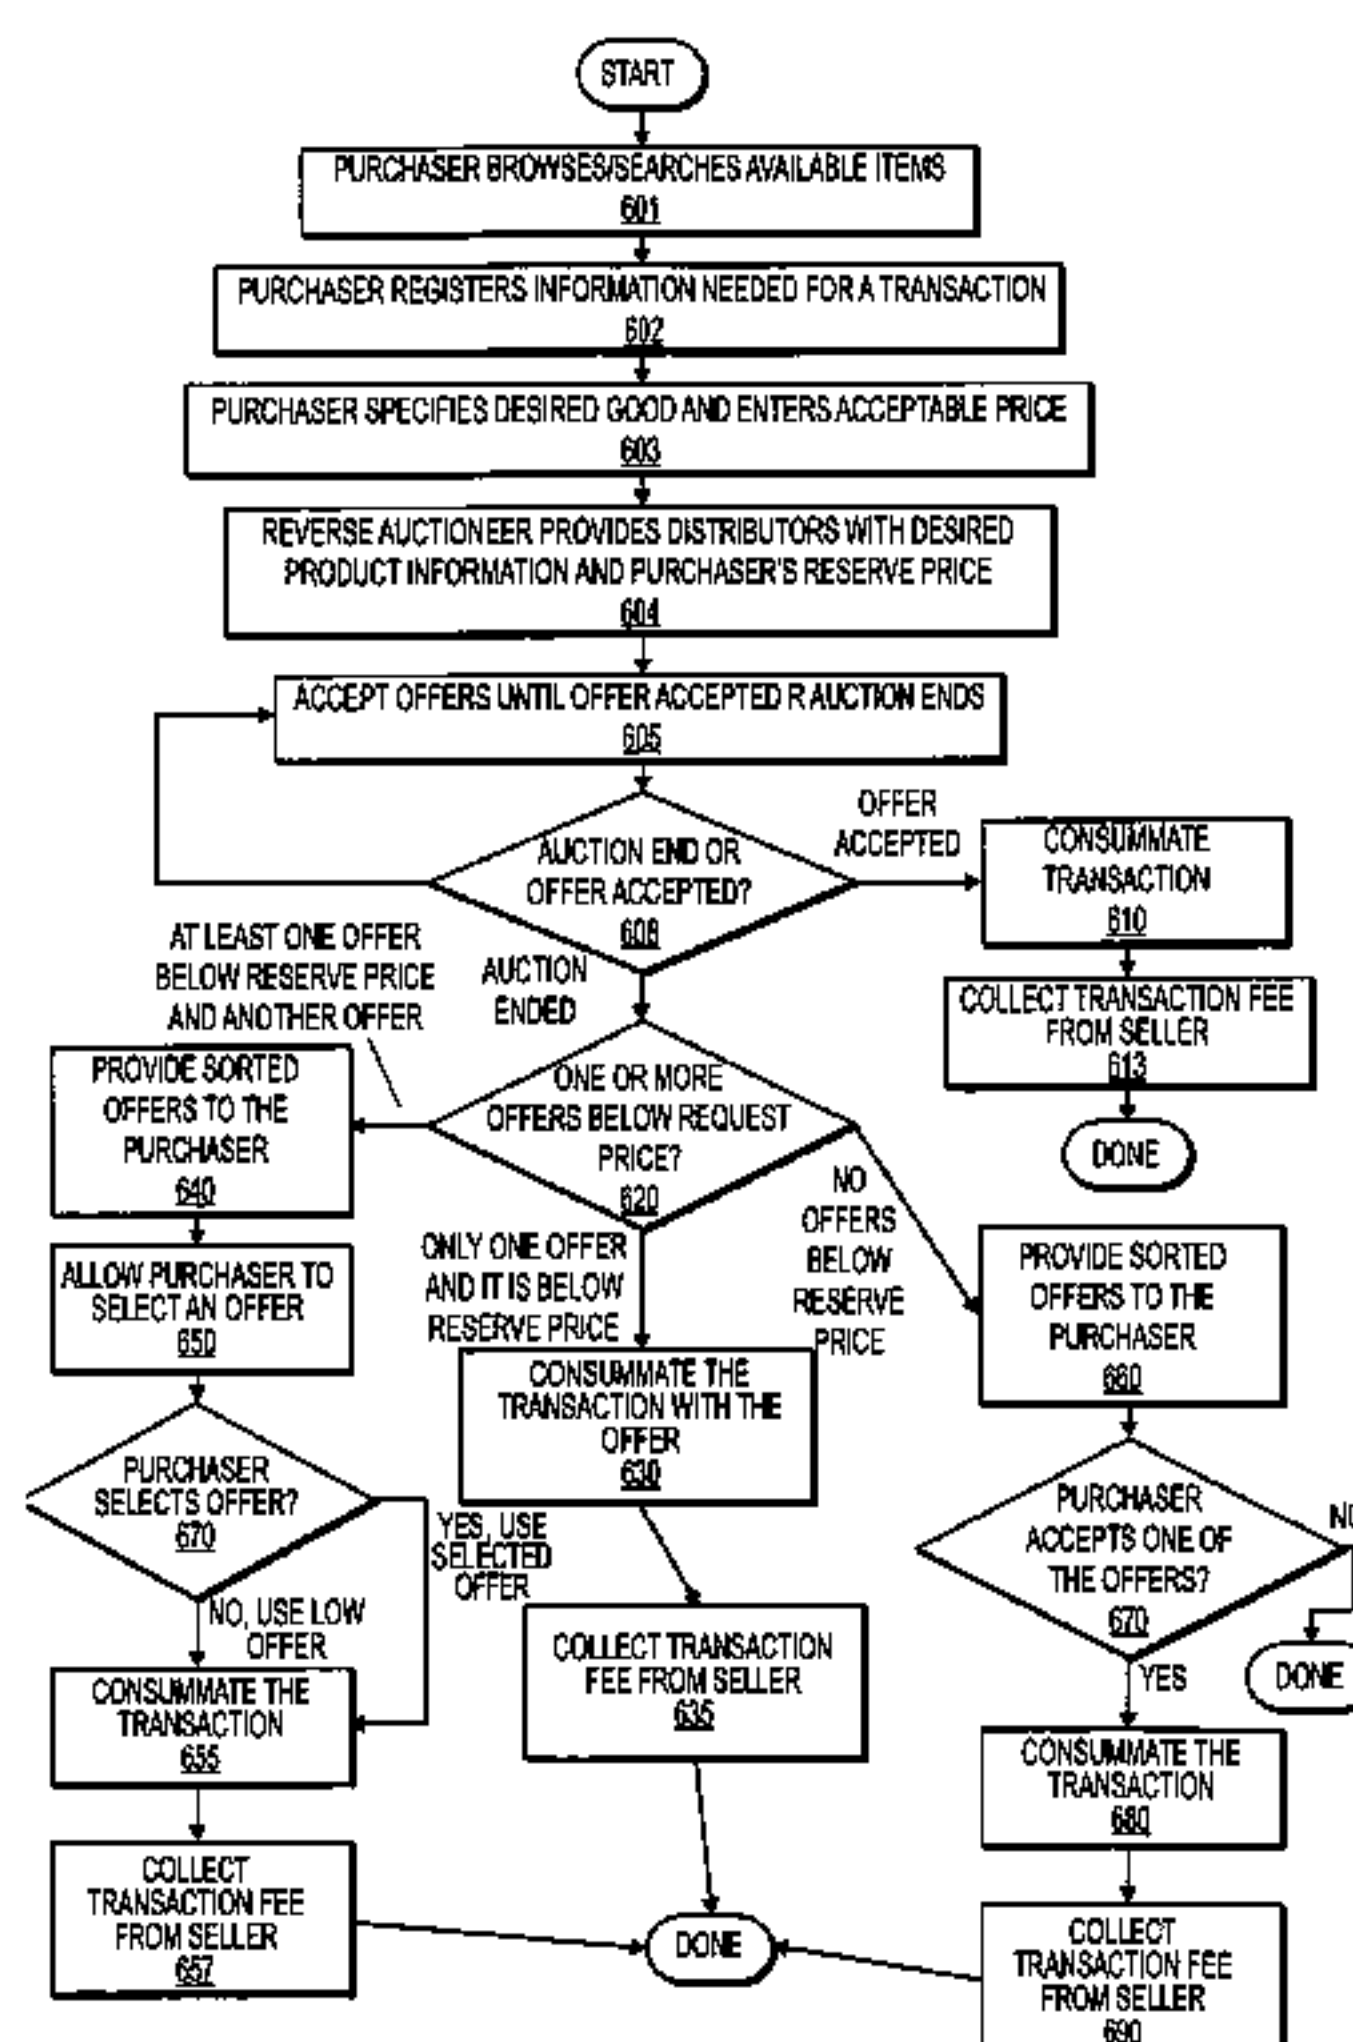 START
PURCHASER BROWSES/SEARCHES AVAILABLE ITEMS
601
PURCHASER REGISTERS INFORMATION NEEDED FOR A TRANSACTION
602
PURCHASER SPECIFIES DESIRED GOOD AND ENTERS ACCEPTABLE PRICE
603
REVERSE AUCTIONEER PROVIDES DISTRIBUTORS WITH DESIRED
PRODUCT INFORMATION AND PURCHASER'S RESERVE PRICE
604
ACCEPT OFFERS UNTIL OFFER ACCEPTED R AUCTION ENDS
605
AUCTION END OR
OFFER ACCEPTED?
608
OFFER
ACCEPTED
CONSUMMATE
TRANSACTION
610
COLLECT TRANSACTION FEE
FROM SELLER
613
DONE
AUCTION
ENDED
AT LEAST ONE OFFER
BELOW RESERVE PRICE
AND ANOTHER OFFER
ONE OR MORE
OFFERS BELOW REQUEST
PRICE?
620
PROVIDE SORTED
OFFERS TO THE
PURCHASER
640
ALLOW PURCHASER TO
SELECT AN OFFER
650
PURCHASER
SELECTS OFFER?
670
YES, USE
SELECTED
OFFER
NO, USE LOW
OFFER
CONSUMMATE THE
TRANSACTION
655
COLLECT
TRANSACTION FEE
FROM SELLER
657
ONLY ONE OFFER
AND IT IS BELOW
RESERVE PRICE
CONSUMMATE THE
TRANSACTION WITH THE
OFFER
630
COLLECT TRANSACTION
FEE FROM SELLER
635
DONE
NO
OFFERS
BELOW
RESERVE
PRICE
PROVIDE SORTED
OFFERS TO THE
PURCHASER
660
PURCHASER
ACCEPTS ONE OF
THE OFFERS?
670
NO
DONE
YES
CONSUMMATE THE
TRANSACTION
680
COLLECT
TRANSACTION FEE
FROM SELLER
690